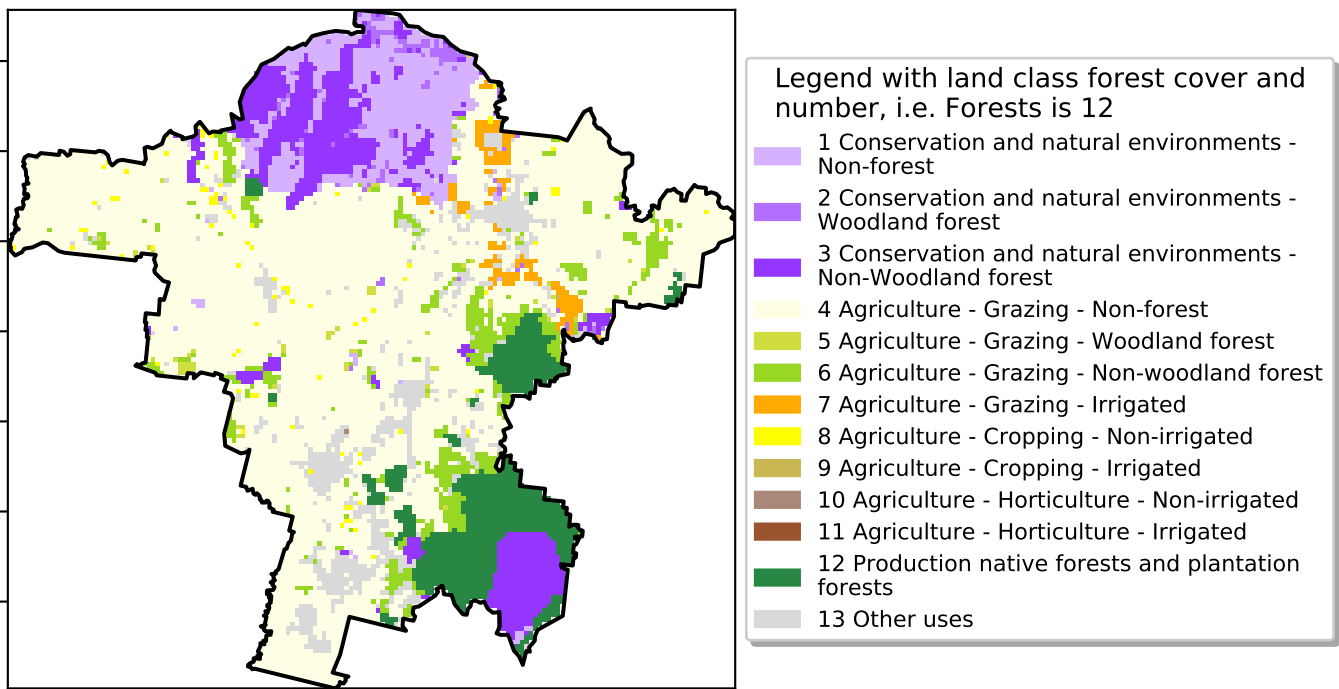 Legend with land class forest cover and
number, i.e. Forests is 12
1 Conservation and natural environments -
Non-forest
2 Conservation and natural environments -
Woodland forest
3 Conservation and natural environments -
Non-Woodland forest
4 Agriculture - Grazing - Non-forest
5 Agriculture - Grazing - Woodland forest
6 Agriculture - Grazing - Non-woodland forest
7 Agriculture - Grazing - Irrigated
8 Agriculture - Cropping - Non-irrigated
9 Agriculture - Cropping - Irrigated
10 Agriculture - Horticulture - Non-irrigated
11 Agriculture - Horticulture - Irrigated
12 Production native forests and plantation
forests
13 Other uses